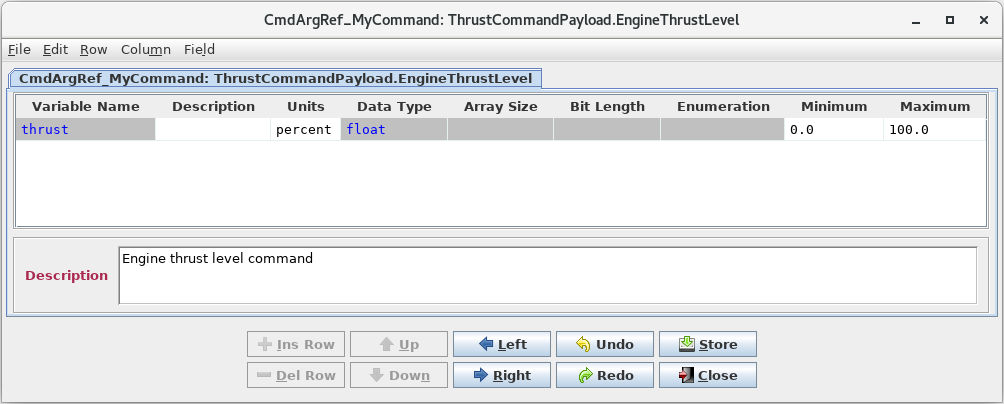 CmdArgRef_MyCommand: ThrustCommandPayload.EngineThrustLevel
File Edit Row Column Field
CmdArgRef_MyCommand: ThrustCommandPayload.EngineThrustLevel
Variable Name Description Units Data Type Array Size Bit Length Enumeration Minimum Maximum
thrust percent float 0.0 100.0
Description
Engine thrust level command
Ins Row Up Left Undo Store
Del Row Down Right Redo Close